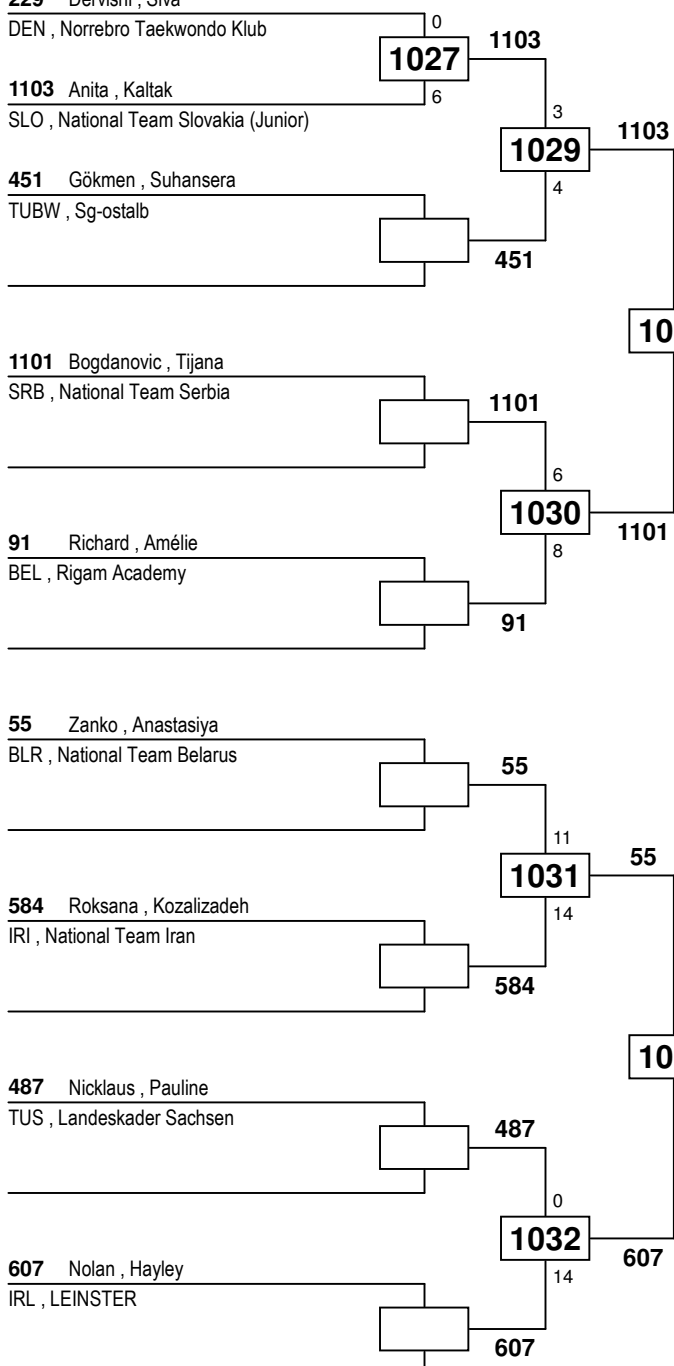 229 Dervishi , Siva
DEN , Norrebro Taekwondo Klub
0
1027
1103
6
1103 Anita , Kaltak
SLO , National Team Slovakia (Junior)
3
1029
1103
4
451 Gökmen , Suhansera
TUBW , Sg-ostalb
451
10
1101 Bogdanovic , Tijana
SRB , National Team Serbia
1101
6
1030
1101
8
91 Richard , Amélie
BEL , Rigam Academy
91
55 Zanko , Anastasiya
BLR , National Team Belarus
55
11
1031
55
14
584 Roksana , Kozalizadeh
IRI , National Team Iran
584
10
487 Nicklaus , Pauline
TUS , Landeskader Sachsen
487
0
1032
607
14
607 Nolan , Hayley
IRL , LEINSTER
607